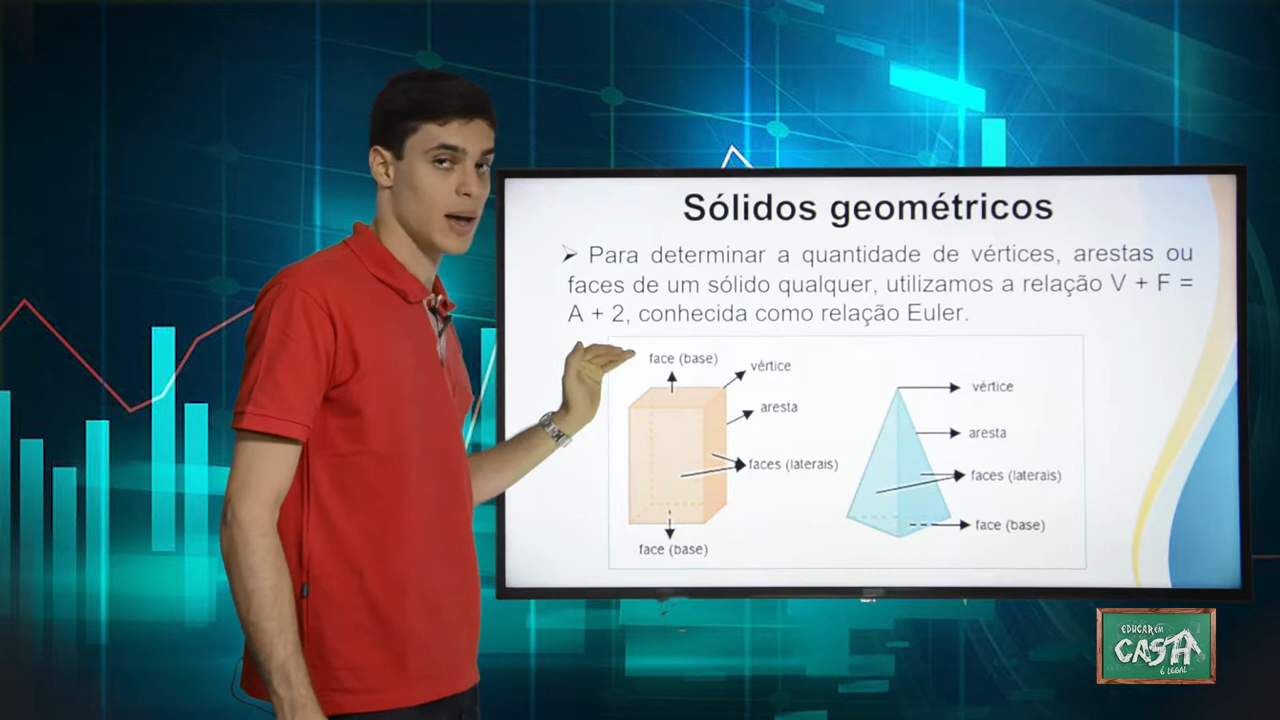 Sólidos geométricos
➢ Para determinar a quantidade de vértices, arestas ou
faces de um sólido qualquer, utilizamos a relação V + F =
A + 2, conhecida como relação Euler.
face (base)
vértice
aresta
faces (laterais)
face (base)
vértice
aresta
faces (laterais)
face (base)
EDUCAR EM
CASA
É LEGAL